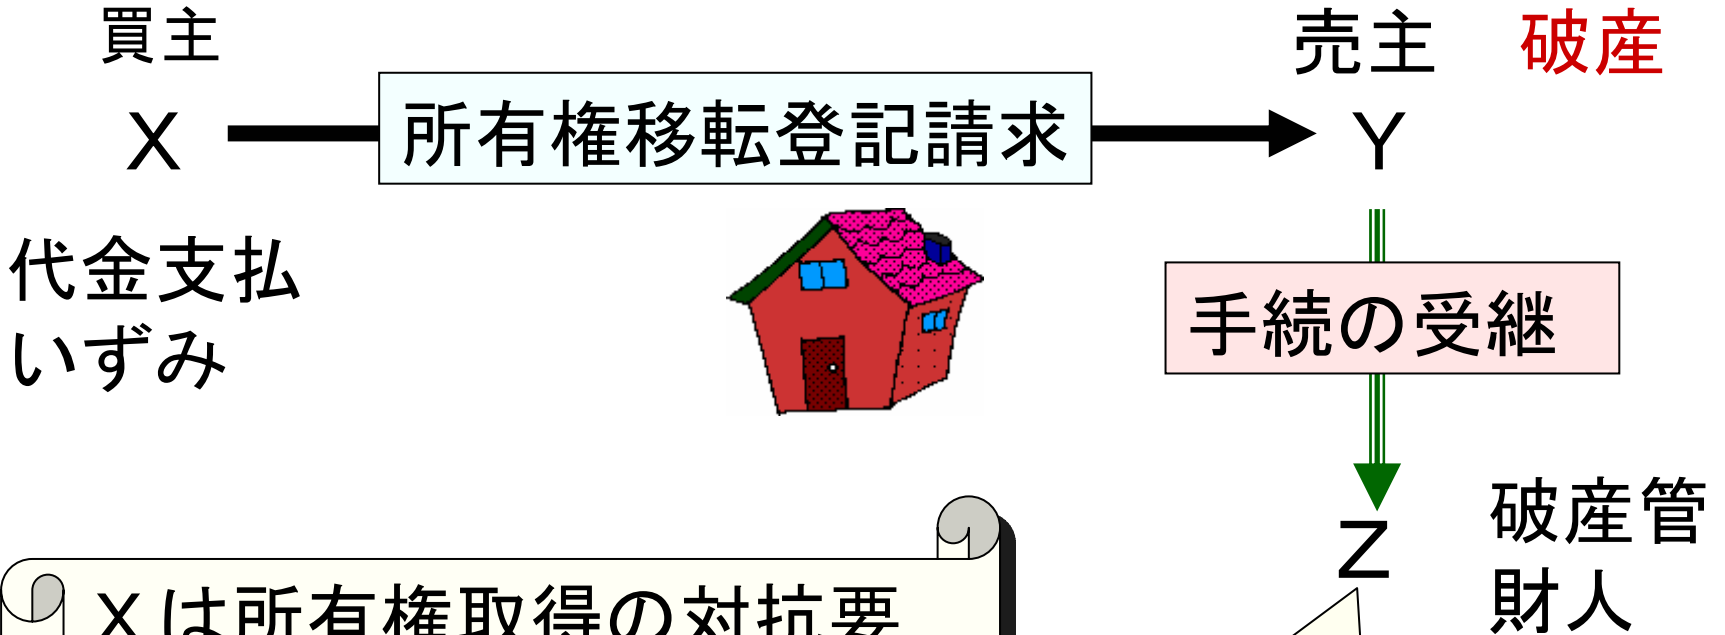 買主
売主 破産
X
所有権移転登記請求
Y
代金支払
いずみ
手続の受継
Z
破産管
財人
Xは所有権取得の対抗要